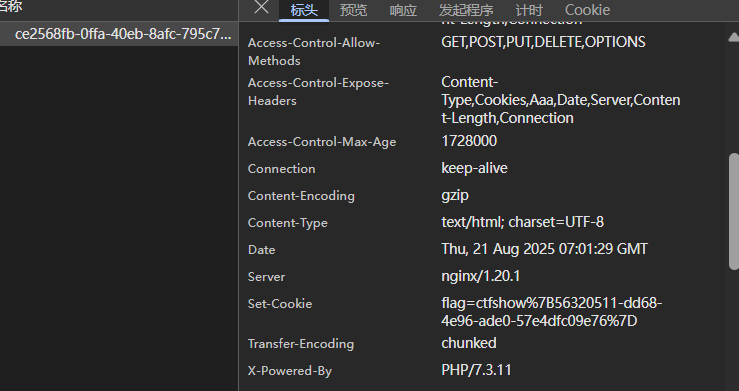 名称
标头 预览 响应 发起程序 计时 Cookie
ce2568fb-0ffa-40eb-8afc-795c7...
nt-Length,Connection
Access-Control-Allow-Methods GET,POST,PUT,DELETE,OPTIONS
Access-Control-Expose-Headers Content-Type,Cookies,Aaa,Date,Server,Content-Length,Connection
Access-Control-Max-Age 1728000
Connection keep-alive
Content-Encoding gzip
Content-Type text/html; charset=UTF-8
Date Thu, 21 Aug 2025 07:01:29 GMT
Server nginx/1.20.1
Set-Cookie flag=ctfshow%7B56320511-dd68-4e96-ade0-57e4dfc09e76%7D
Transfer-Encoding chunked
X-Powered-By PHP/7.3.11